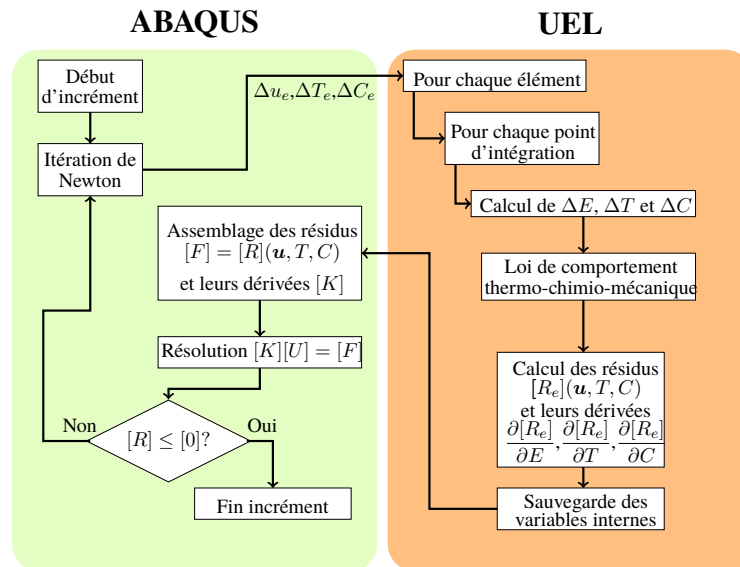 ABAQUS
UEL
Début
d'incrément
Itération de
Newton
Δu_e,ΔT_e,ΔC_e
Pour chaque élément
Pour chaque point
d'intégration
Calcul de ΔE, ΔT et ΔC
Loi de comportement
thermo-chimio-mécanique
Calcul des résidus
[R_e](u, T, C)
et leurs dérivées
∂[R_e]/∂E, ∂[R_e]/∂T, ∂[R_e]/∂C
Sauvegarde des
variables internes
Assemblage des résidus
[F] = [R](u, T, C)
et leurs dérivées [K]
Résolution [K][U] = [F]
[R] ≤ [0]?
Non
Oui
Fin incrément